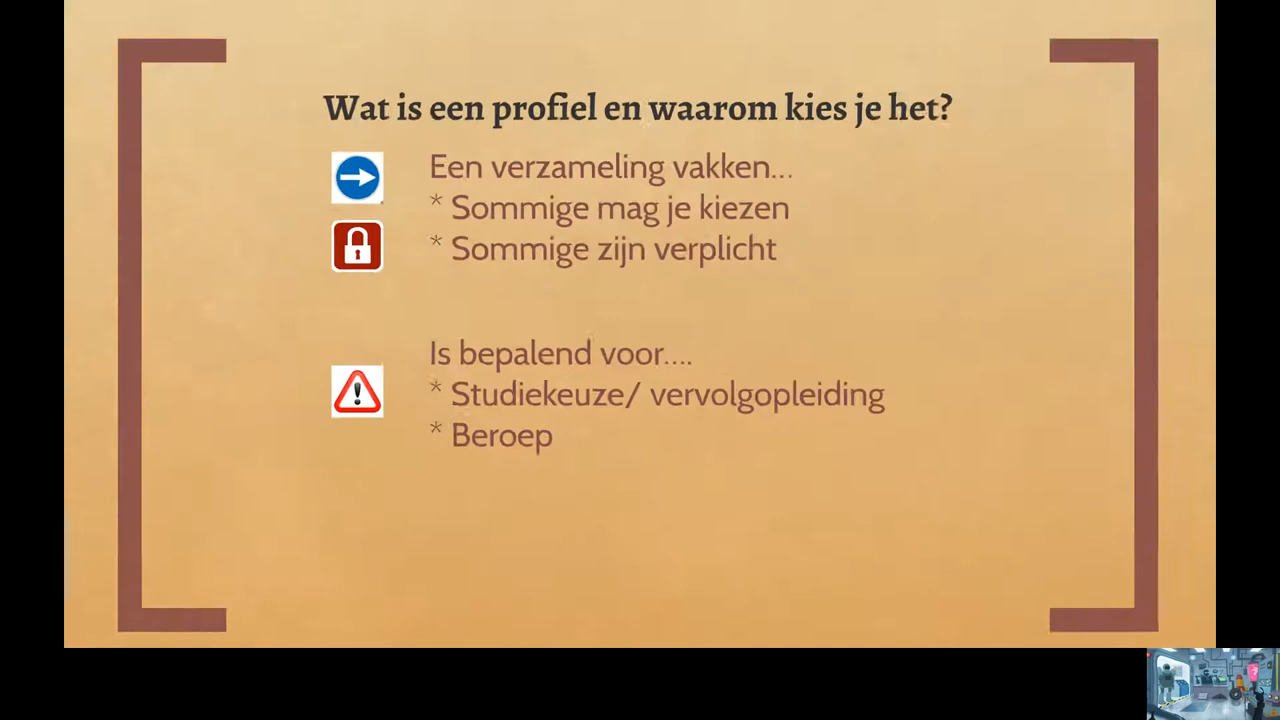 Wat is een profiel en waarom kies je het?
Een verzameling vakken...
* Sommige mag je kiezen
* Sommige zijn verplicht
Is bepalend voor....
* Studiekeuze/ vervolgopleiding
* Beroep